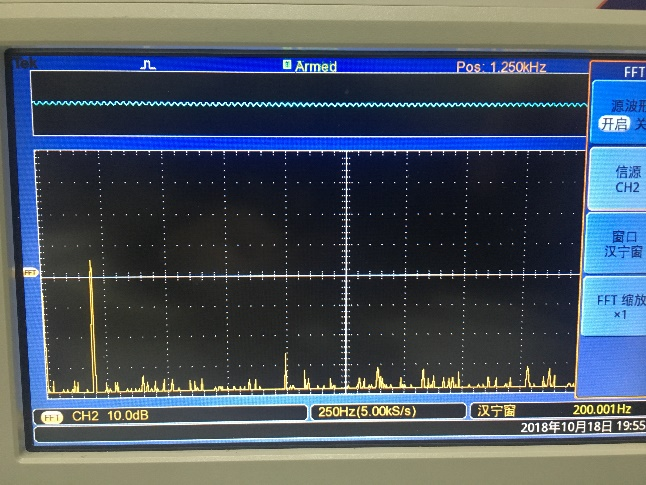 Tek
T Armed
Pos: 1.250kHz
FFT
源波形
开启 关
信源
CH2
窗口
汉宁窗
FFT 缩放
×1
FFT
FFT CH2 10.0dB
250Hz(5.00kS/s)
汉宁窗
200.001Hz
2018年10月18日 19:55